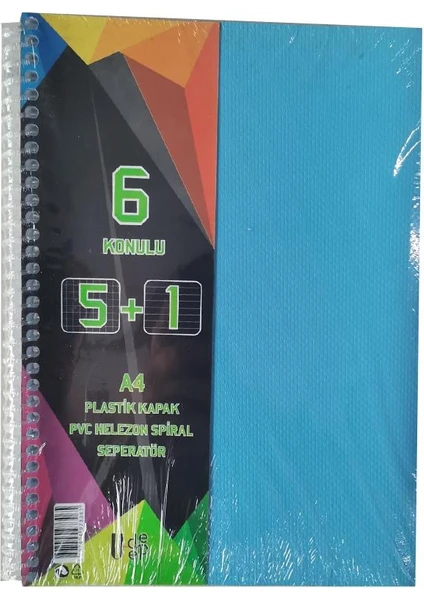 6
KONULU
5 + 1
A4
PLASTİK KAPAK
PVC HELEZON SPİRAL
SEPERATÖR